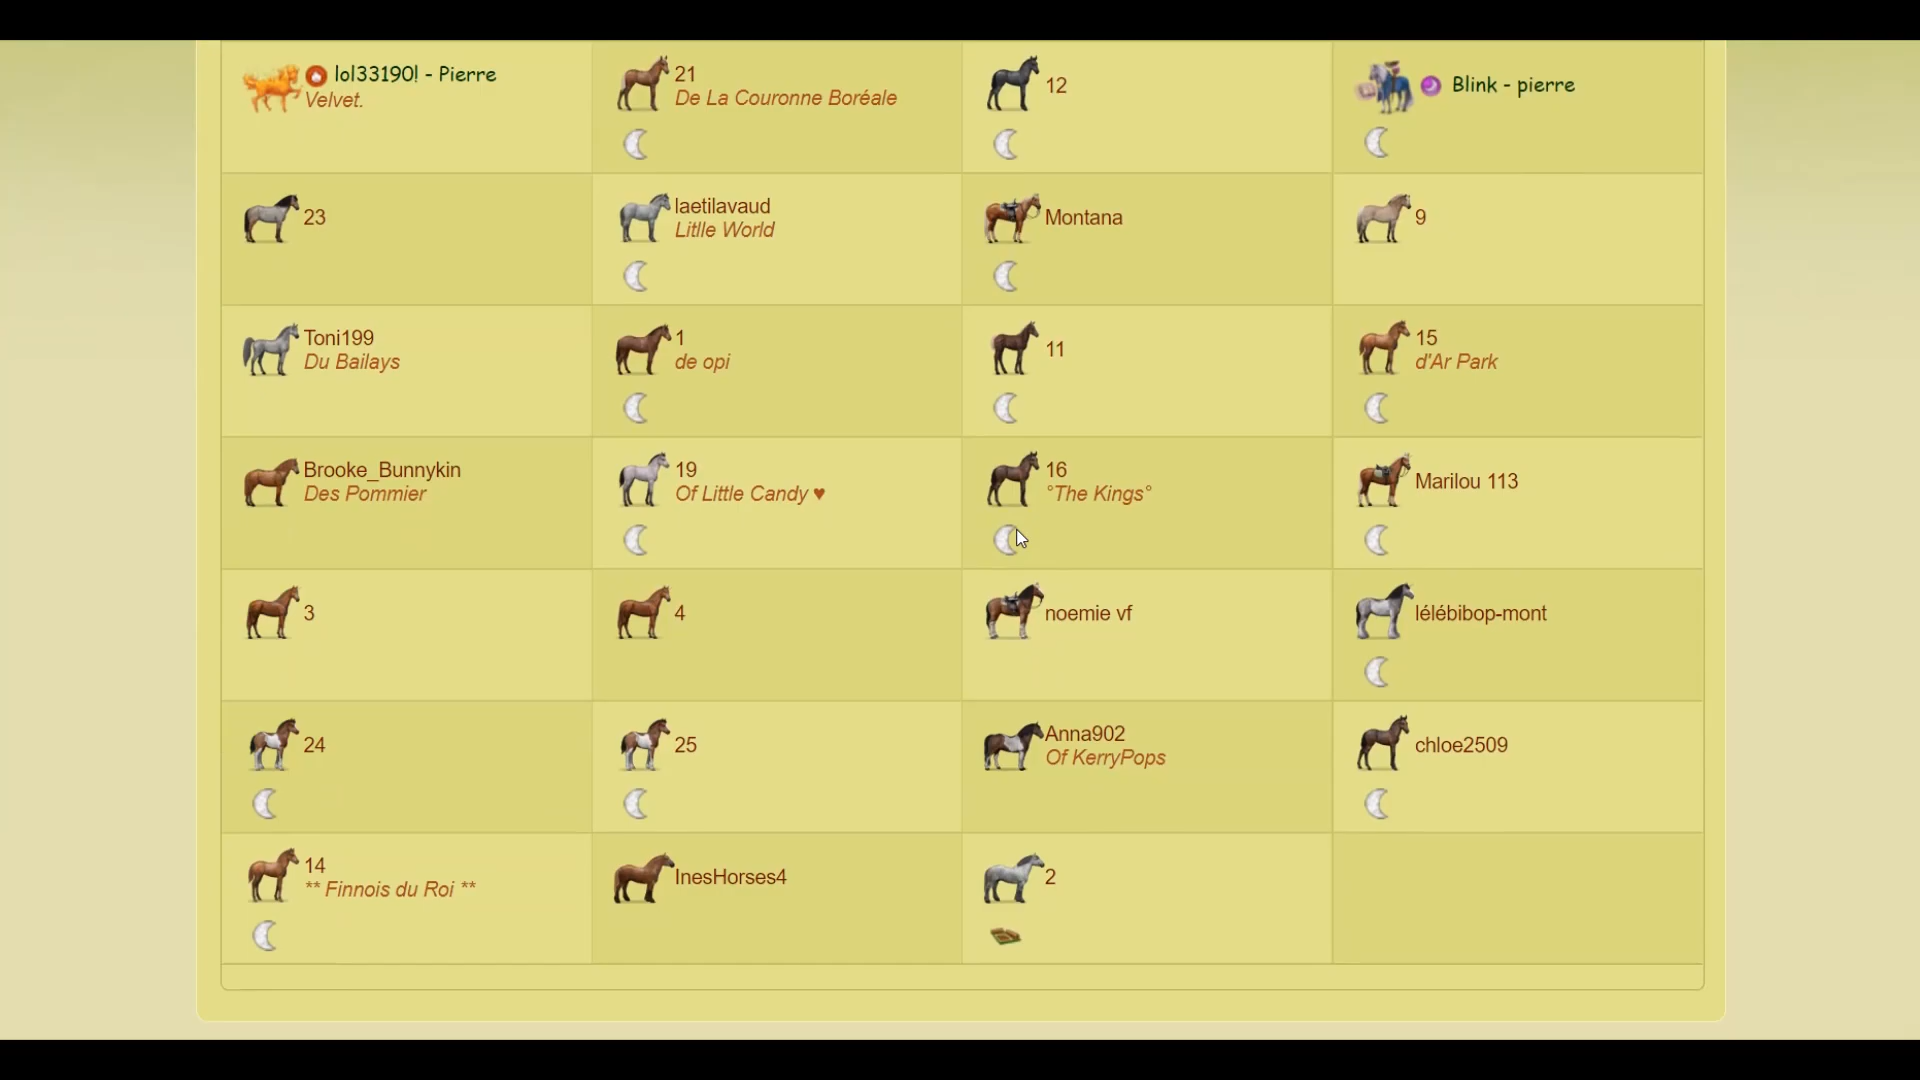 lol33190! - Pierre
Velvet.
21
De La Couronne Boréale
12
Blink - pierre
23
laetilavaud
Litlle World
Montana
9
Toni199
Du Bailays
1
de opi
11
15
d'Ar Park
Brooke_Bunnykin
Des Pommier
19
Of Little Candy ♥
16
°The Kings°
Marilou 113
3
4
noemie vf
lélébibop-mont
24
25
Anna902
Of KerryPops
chloe2509
14
** Finnois du Roi **
InesHorses4
2